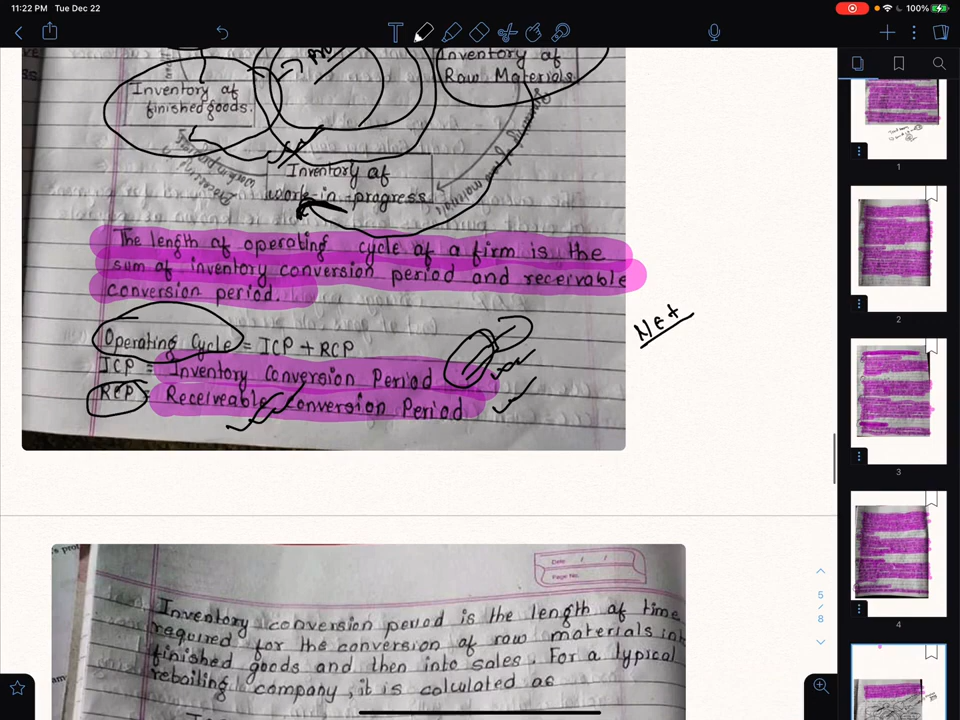 11:22 PM Tue Dec 22
100%
Inventory of
finished goods.
Inventory of
Raw Materials
Inventory of
work-in-progress
The length of operating cycle of a firm is the
sum of inventory conversion period and receivable
conversion period.
Net
Operating Cycle = ICP + RCP
ICP = Inventory Conversion Period
RCP = Receiveable Conversion Period
Date / /
Page No.
Inventory conversion period is the length of time
required for the conversion of raw materials int
finished goods and then into sales. For a typical
retailing company, it is calculated as
1
2
3
4
5
/
8